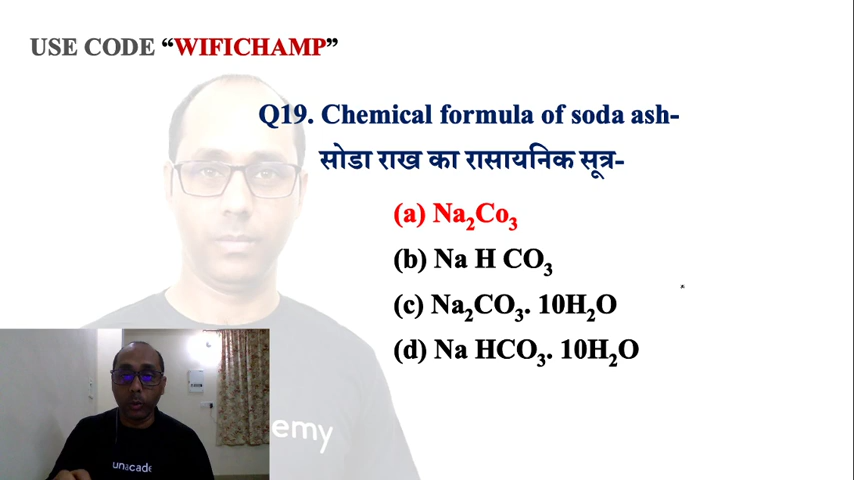 USE CODE “WIFICHAMP”
Q19. Chemical formula of soda ash-
सोडा राख का रासायनिक सूत्र-
(a) Na₂Co₃
(b) Na H CO₃
(c) Na₂CO₃. 10H₂O
(d) Na HCO₃. 10H₂O
emy
unacade